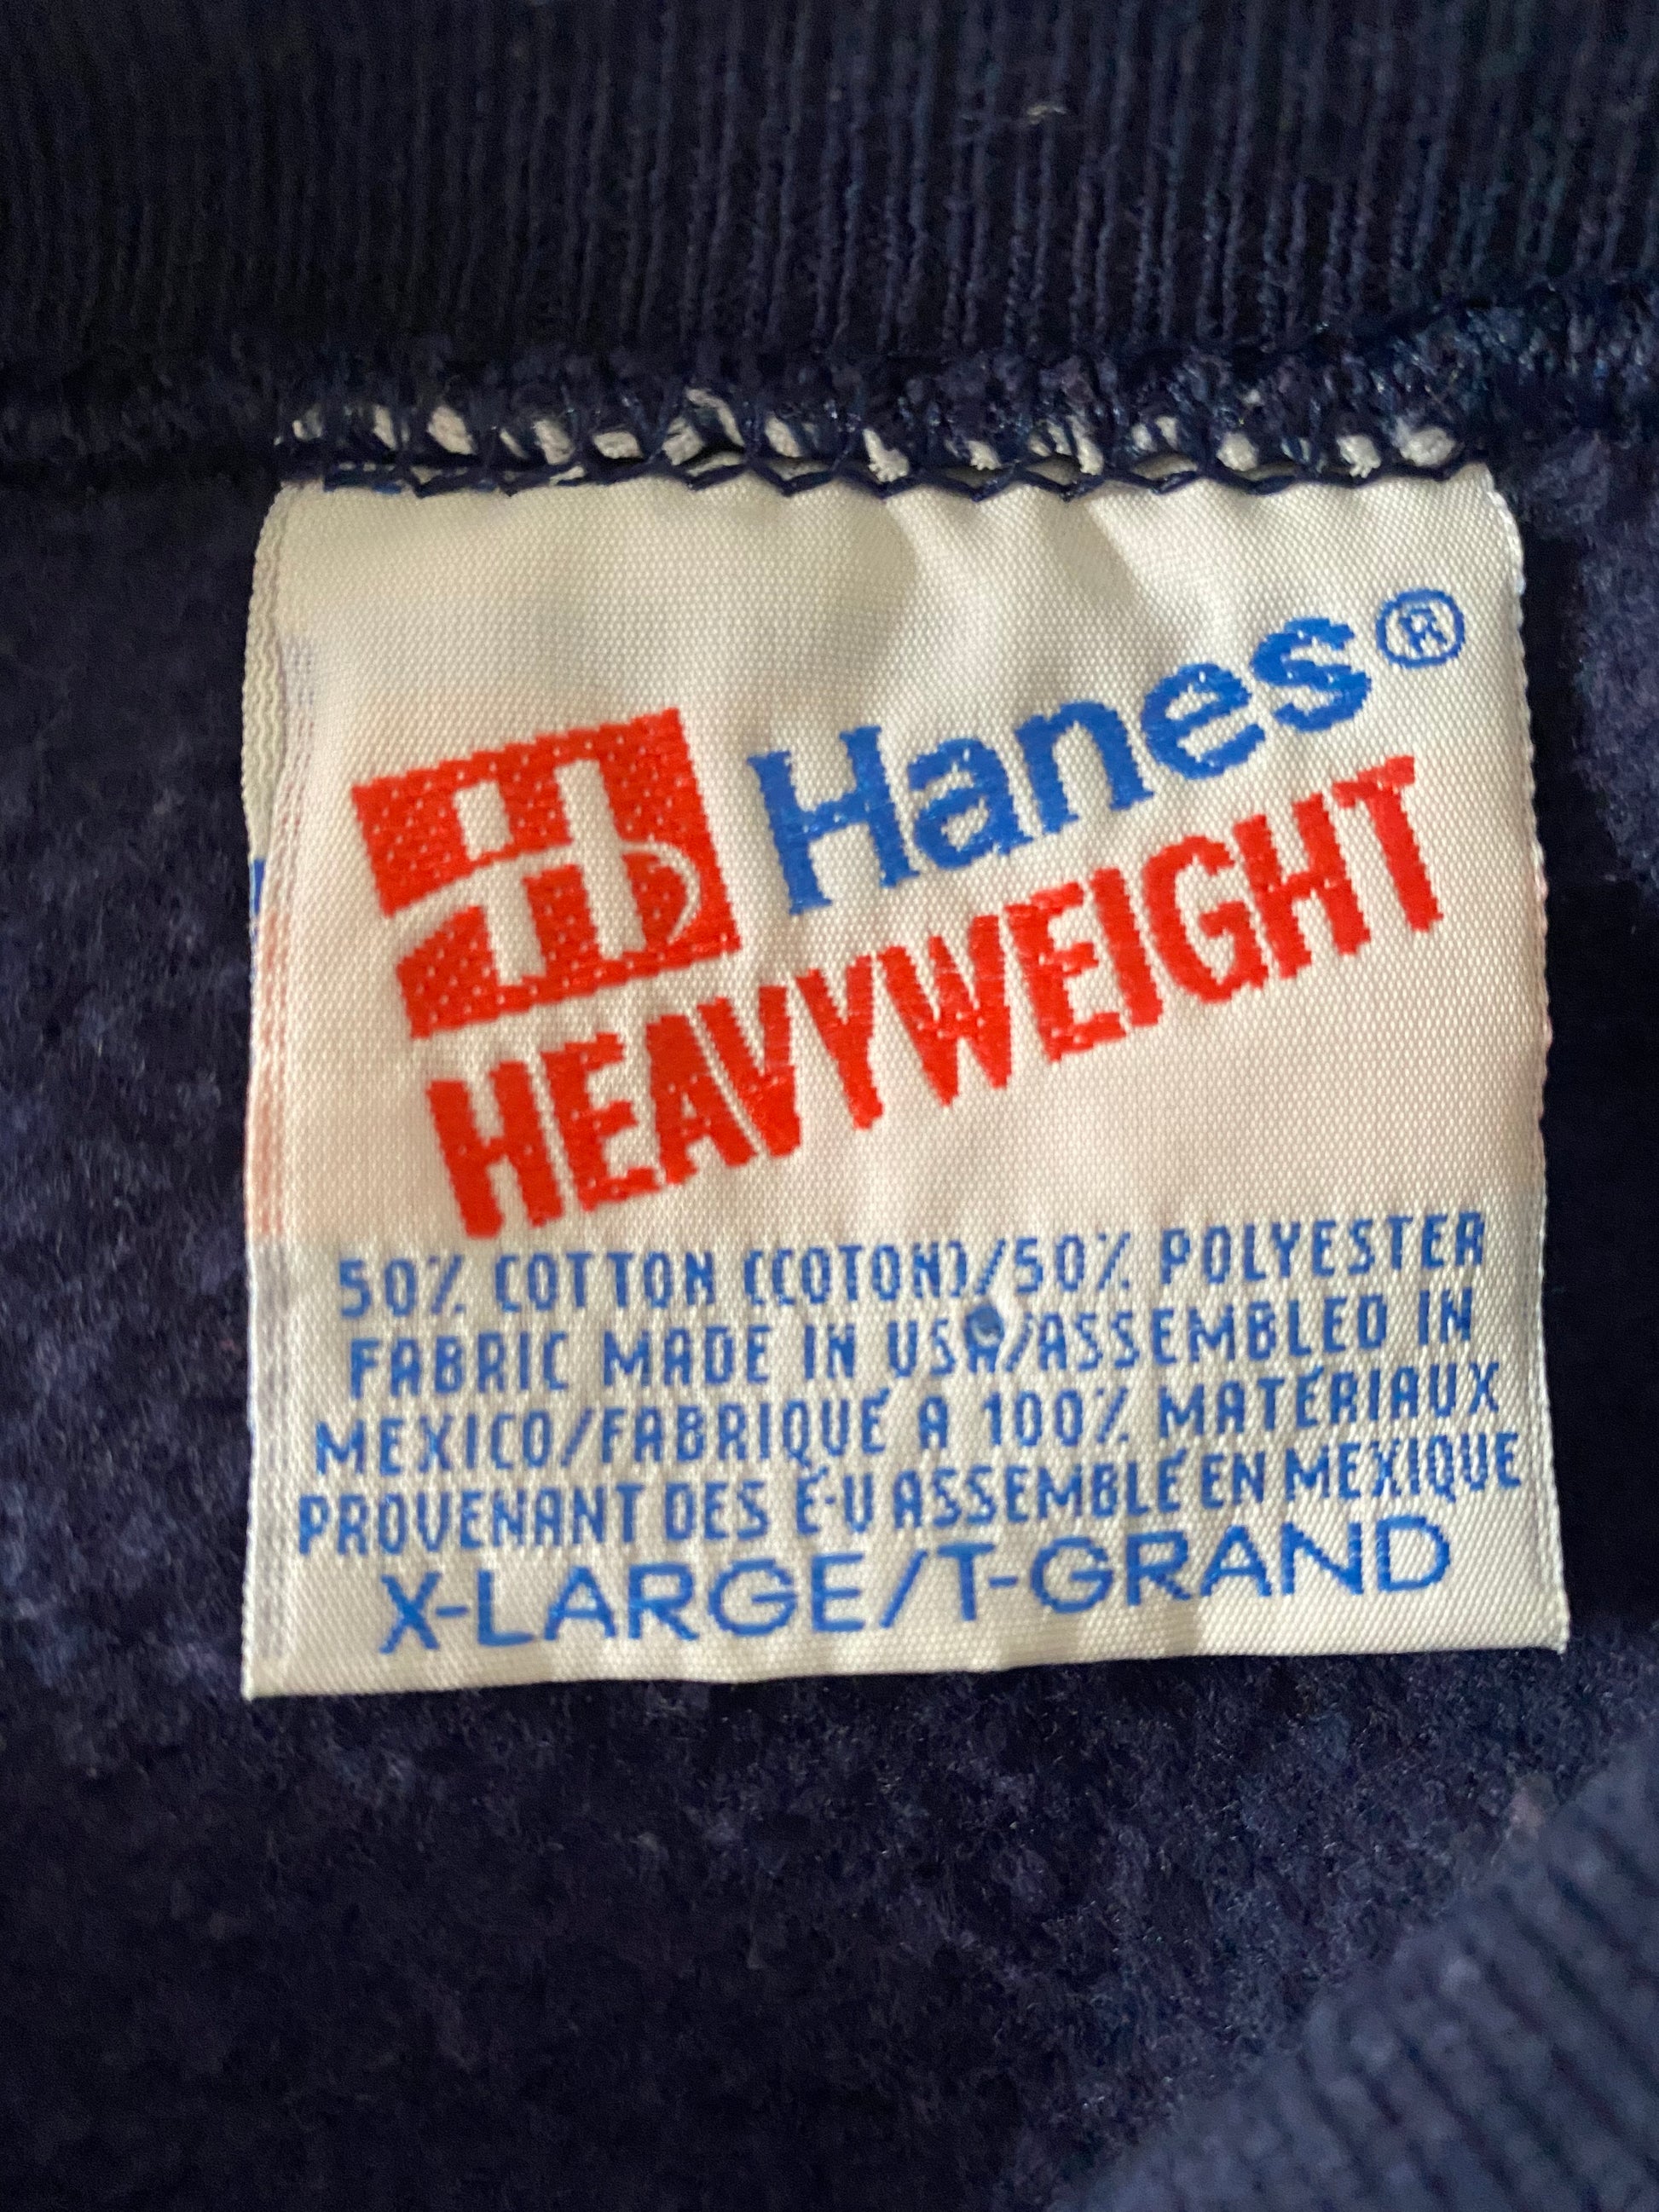 Hanes®
HEAVYWEIGHT
50% COTTON (COTON)/50% POLYESTER
FABRIC MADE IN USA/ASSEMBLED IN
MEXICO/FABRIQUÉ A 100% MATÉRIAUX
PROVENANT DES É-U ASSEMBLÉ EN MEXIQUE
X-LARGE/T-GRAND